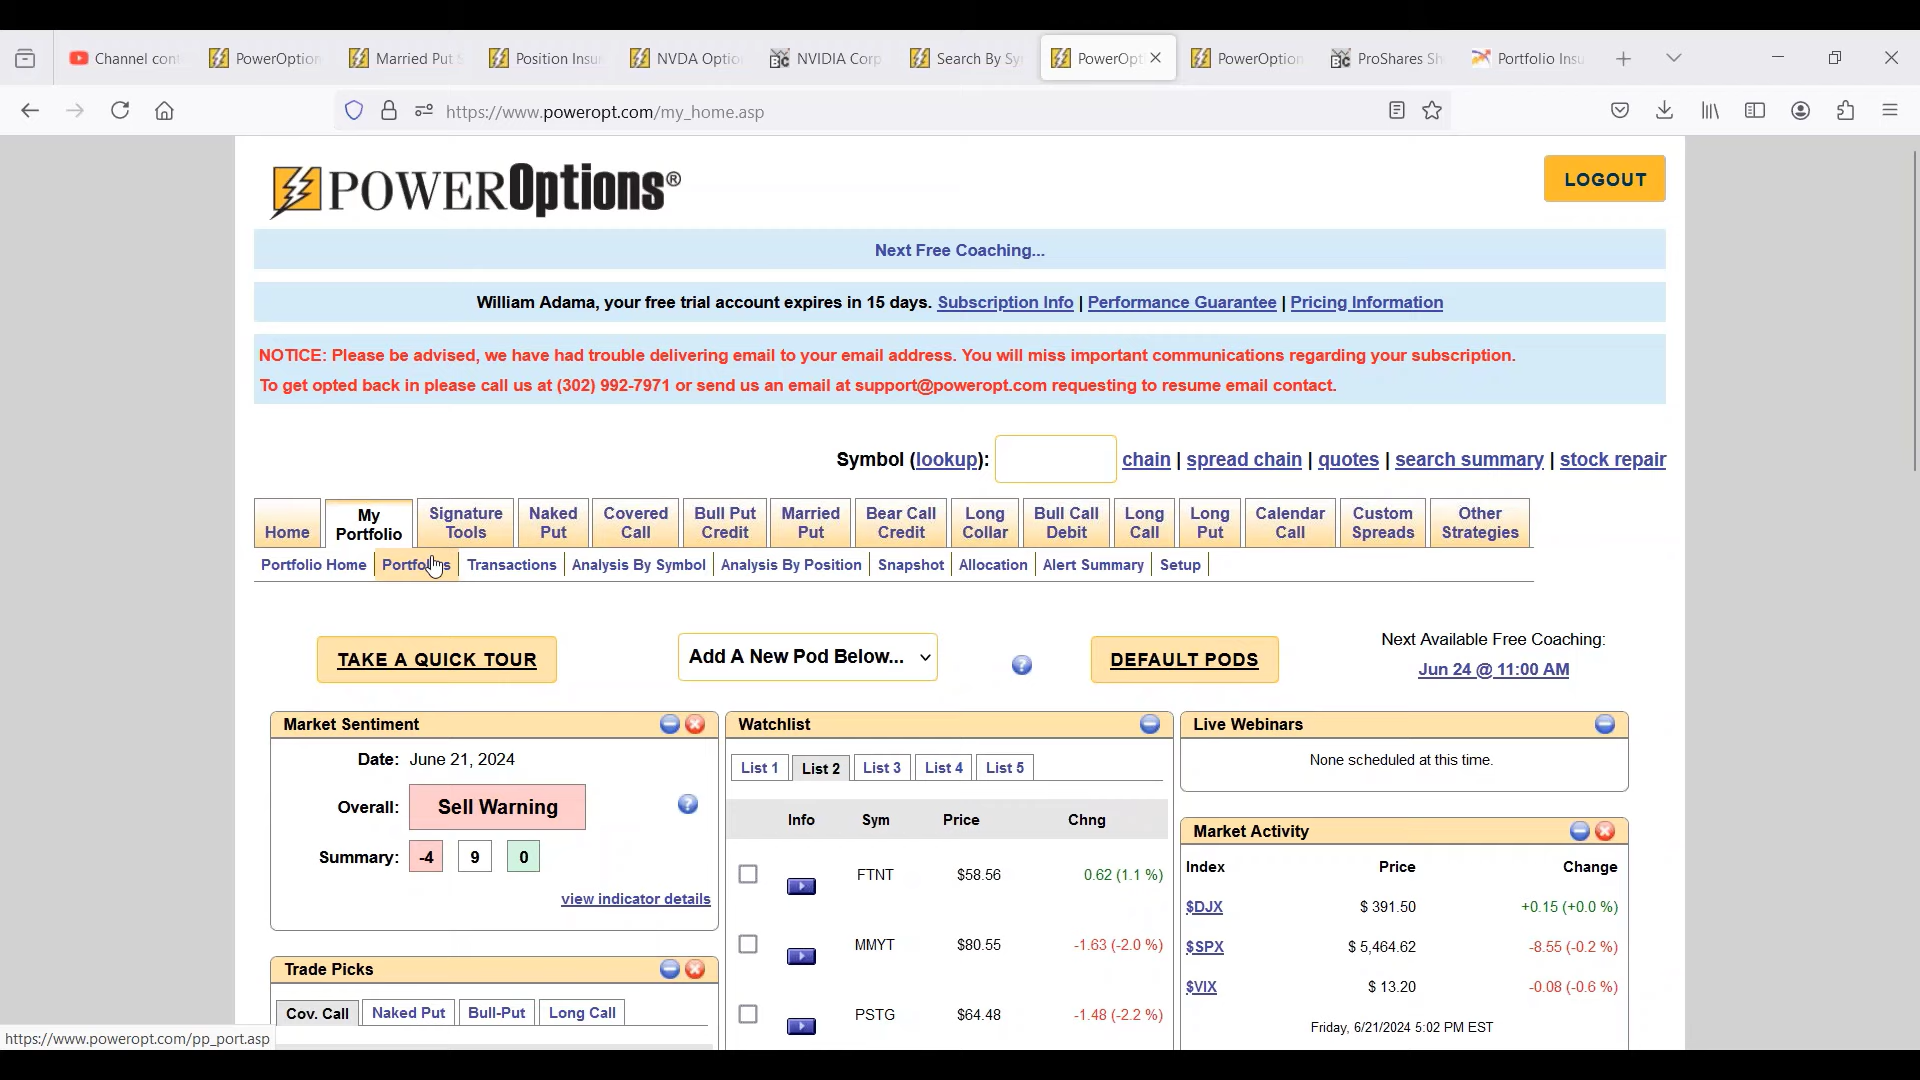 Channel con
PowerOption
Married Put S
Position Insu
NVDA Optio
NVIDIA Corp
Search By Sy
PowerOpt
PowerOption
ProShares Sh
Portfolio Insu
https://www.poweropt.com/my_home.asp
POWEROptions®
LOGOUT
Next Free Coaching...
William Adama, your free trial account expires in 15 days. Subscription Info | Performance Guarantee | Pricing Information
NOTICE: Please be advised, we have had trouble delivering email to your email address. You will miss important communications regarding your subscription.
To get opted back in please call us at (302) 992-7971 or send us an email at support@poweropt.com requesting to resume email contact.
Symbol (lookup): chain | spread chain | quotes | search summary | stock repair
Home
My Portfolio
Signature Tools
Naked Put
Covered Call
Bull Put Credit
Married Put
Bear Call Credit
Long Collar
Bull Call Debit
Long Call
Long Put
Calendar Call
Custom Spreads
Other Strategies
Portfolio Home | Portfolios | Transactions | Analysis By Symbol | Analysis By Position | Snapshot | Allocation | Alert Summary | Setup |
TAKE A QUICK TOUR
Add A New Pod Below...
?
DEFAULT PODS
Next Available Free Coaching:
Jun 24 @ 11:00 AM
Market Sentiment
Date: June 21, 2024
Overall: Sell Warning
?
Summary: -4 9 0
view indicator details
Trade Picks
Cov. Call Naked Put Bull-Put Long Call
Watchlist
List 1 List 2 List 3 List 4 List 5
Info Sym Price Chng
FTNT $58.56 0.62 (1.1 %)
MMYT $80.55 -1.63 (-2.0 %)
PSTG $64.48 -1.48 (-2.2 %)
Live Webinars
None scheduled at this time.
Market Activity
Index Price Change
$DJX $ 391.50 +0.15 (+0.0 %)
$SPX $ 5,464.62 -8.55 (-0.2 %)
$VIX $ 13.20 -0.08 (-0.6 %)
Friday, 6/21/2024 5:02 PM EST
https://www.poweropt.com/pp_port.asp